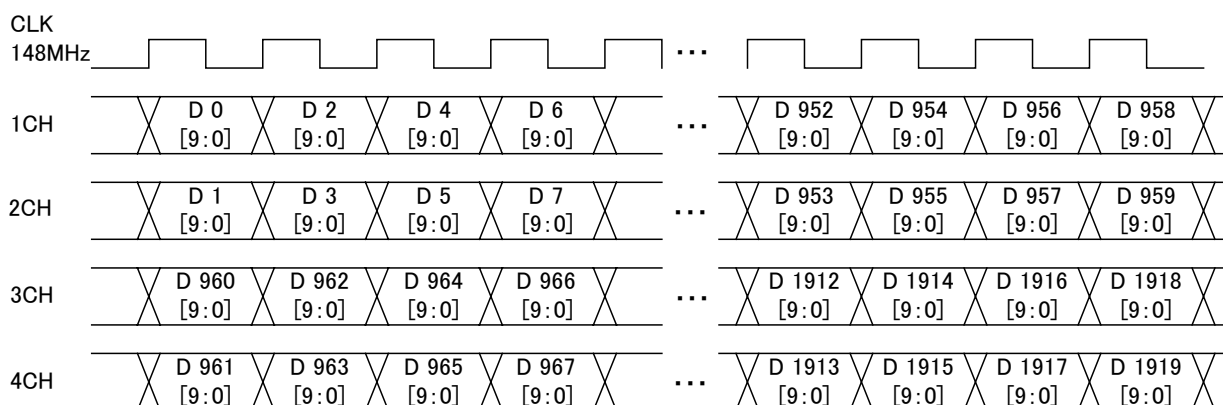 CLK
148MHz
...
1CH
D 0 D 2 D 4 D 6 ... D 952 D 954 D 956 D 958
[9:0] [9:0] [9:0] [9:0] [9:0] [9:0] [9:0] [9:0]
2CH
D 1 D 3 D 5 D 7 ... D 953 D 955 D 957 D 959
[9:0] [9:0] [9:0] [9:0] [9:0] [9:0] [9:0] [9:0]
3CH
D 960 D 962 D 964 D 966 ... D 1912 D 1914 D 1916 D 1918
[9:0] [9:0] [9:0] [9:0] [9:0] [9:0] [9:0] [9:0]
4CH
D 961 D 963 D 965 D 967 ... D 1913 D 1915 D 1917 D 1919
[9:0] [9:0] [9:0] [9:0] [9:0] [9:0] [9:0] [9:0]